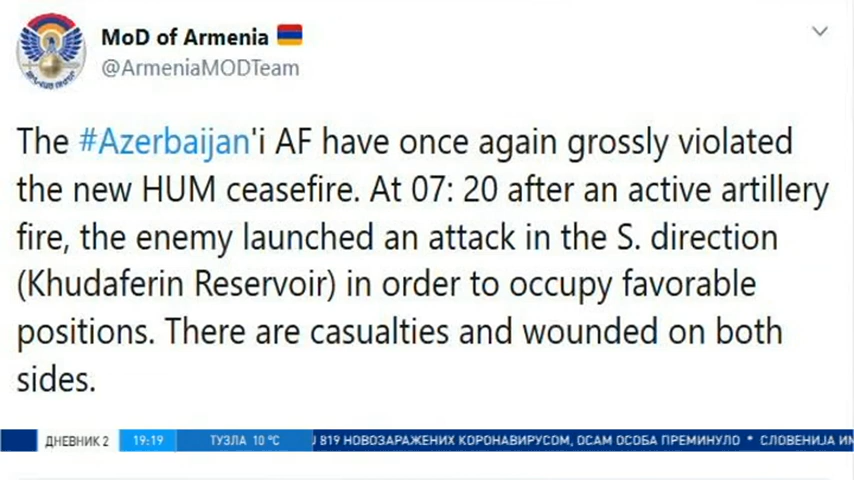 MoD of Armenia
@ArmeniaMODTeam
The #Azerbaijan'i AF have once again grossly violated
the new HUM ceasefire. At 07: 20 after an active artillery
fire, the enemy launched an attack in the S. direction
(Khudaferin Reservoir) in order to occupy favorable
positions. There are casualties and wounded on both
sides.
ДНЕВНИК 2 19:19 ТУЗЛА 10 °C 819 НОВОЗАРАЖЕНИХ КОРОНАВИРУСОМ, ОСАМ ОСОБА ПРЕМИНУЛО * СЛОВЕНИЈА